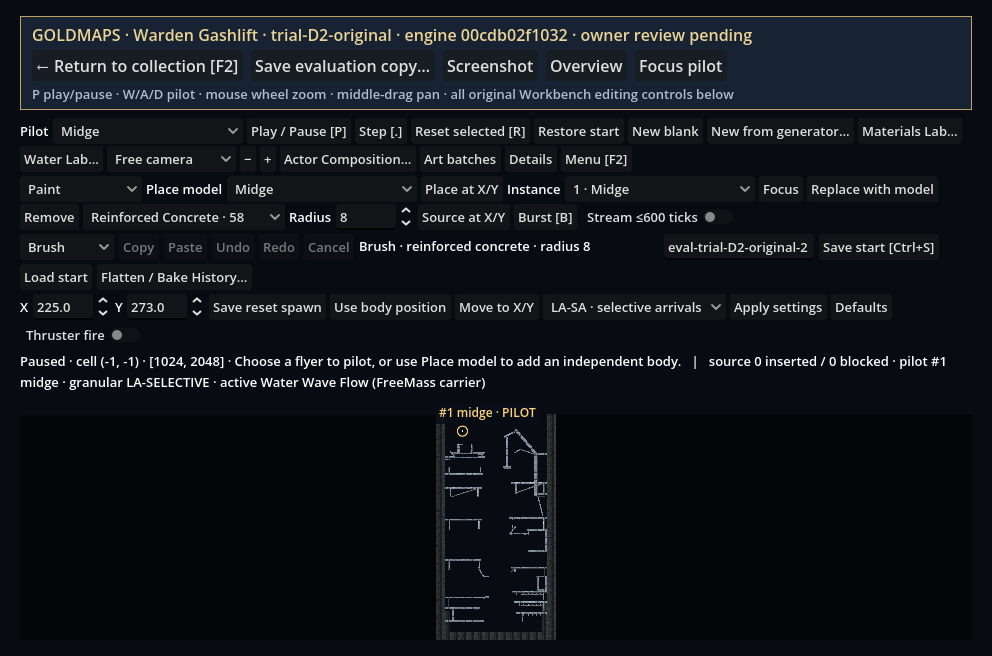 GOLDMAPS · Warden Gashlift · trial-D2-original · engine 00cdb02f1032 · owner review pending
← Return to collection [F2] Save evaluation copy... Screenshot Overview Focus pilot
P play/pause · W/A/D pilot · mouse wheel zoom · middle-drag pan · all original Workbench editing controls below
Pilot Midge Play / Pause [P] Step [.] Reset selected [R] Restore start New blank New from generator... Materials Lab...
Water Lab... Free camera − + Actor Composition... Art batches Details Menu [F2]
Paint Place model Midge Place at X/Y Instance 1 · Midge Focus Replace with model
Remove Reinforced Concrete · 58 Radius 8 Source at X/Y Burst [B] Stream ≤600 ticks
Brush Copy Paste Undo Redo Cancel Brush · reinforced concrete · radius 8 eval-trial-D2-original-2 Save start [Ctrl+S]
Load start Flatten / Bake History...
X 225.0 Y 273.0 Save reset spawn Use body position Move to X/Y LA-SA · selective arrivals Apply settings Defaults
Thruster fire
Paused · cell (-1, -1) · [1024, 2048] · Choose a flyer to pilot, or use Place model to add an independent body. | source 0 inserted / 0 blocked · pilot #1
midge · granular LA-SELECTIVE · active Water Wave Flow (FreeMass carrier)
#1 midge · PILOT